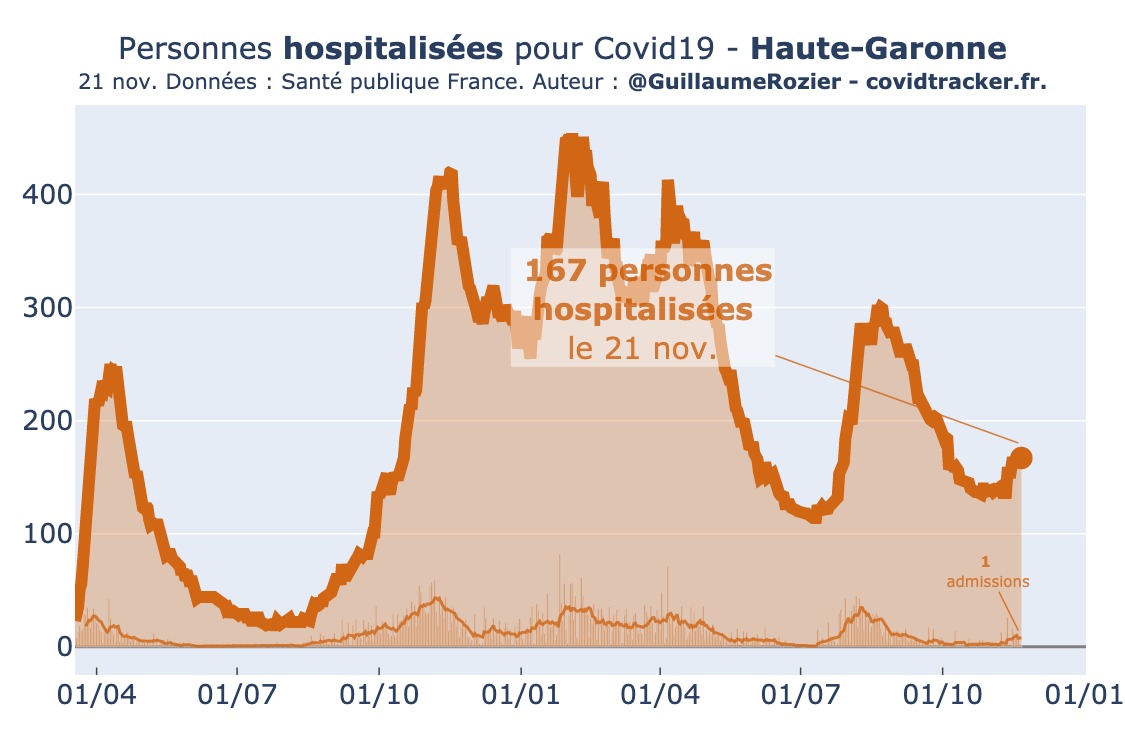 Personnes hospitalisées pour Covid19 - Haute-Garonne
21 nov. Données : Santé publique France. Auteur : @GuillaumeRozier - covidtracker.fr.
400
300
200
100
0
167 personnes
hospitalisées
le 21 nov.
1
admissions
01/04
01/07
01/10
01/01
01/04
01/07
01/10
01/01